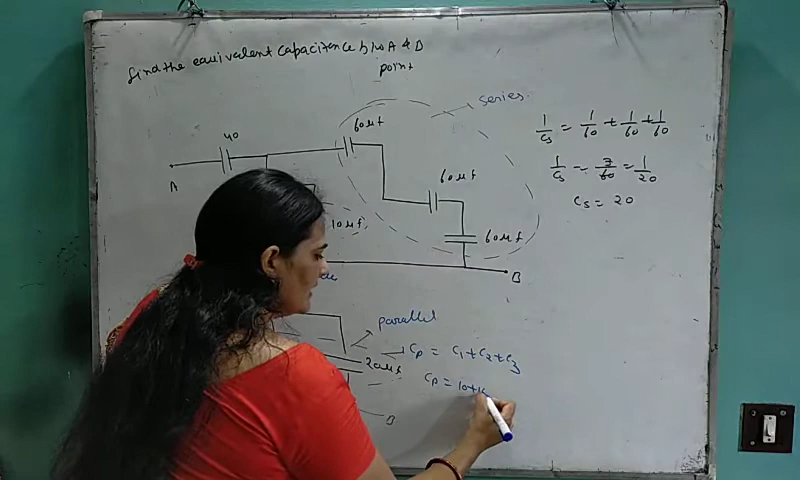 find the equivalent capacitence b/w A & B
point
40
60μf
series
A
10μf
60μf
60μf
B
1/Cs = 1/60 + 1/60 + 1/60
1/Cs = 3/60 = 1/20
Cs = 20
parallel
20μf
Cp = C1 + C2 + C3
Cp = 10+1
B